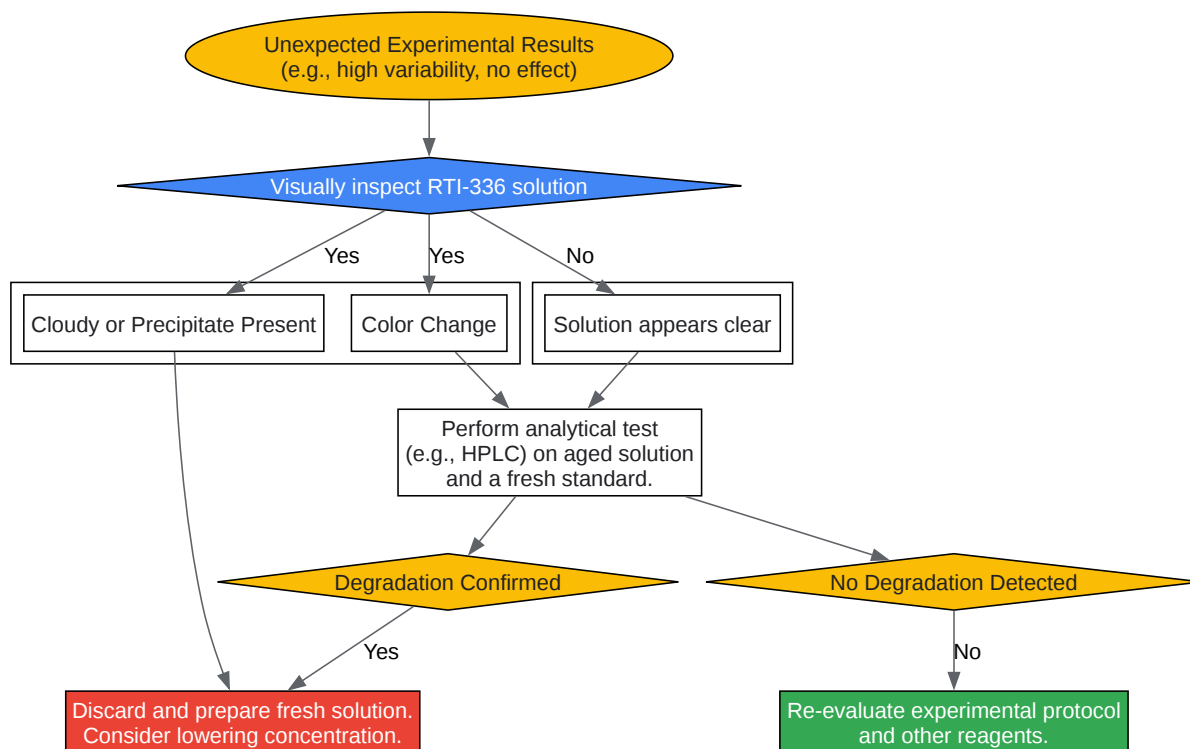 Unexpected Experimental Results
(e.g., high variability, no effect)
Visually inspect RTI-336 solution
Yes
Yes
No
Cloudy or Precipitate Present
Color Change
Solution appears clear
Perform analytical test
(e.g., HPLC) on aged solution
and a fresh standard.
Degradation Confirmed
No Degradation Detected
Yes
No
Discard and prepare fresh solution.
Consider lowering concentration.
Re-evaluate experimental protocol
and other reagents.